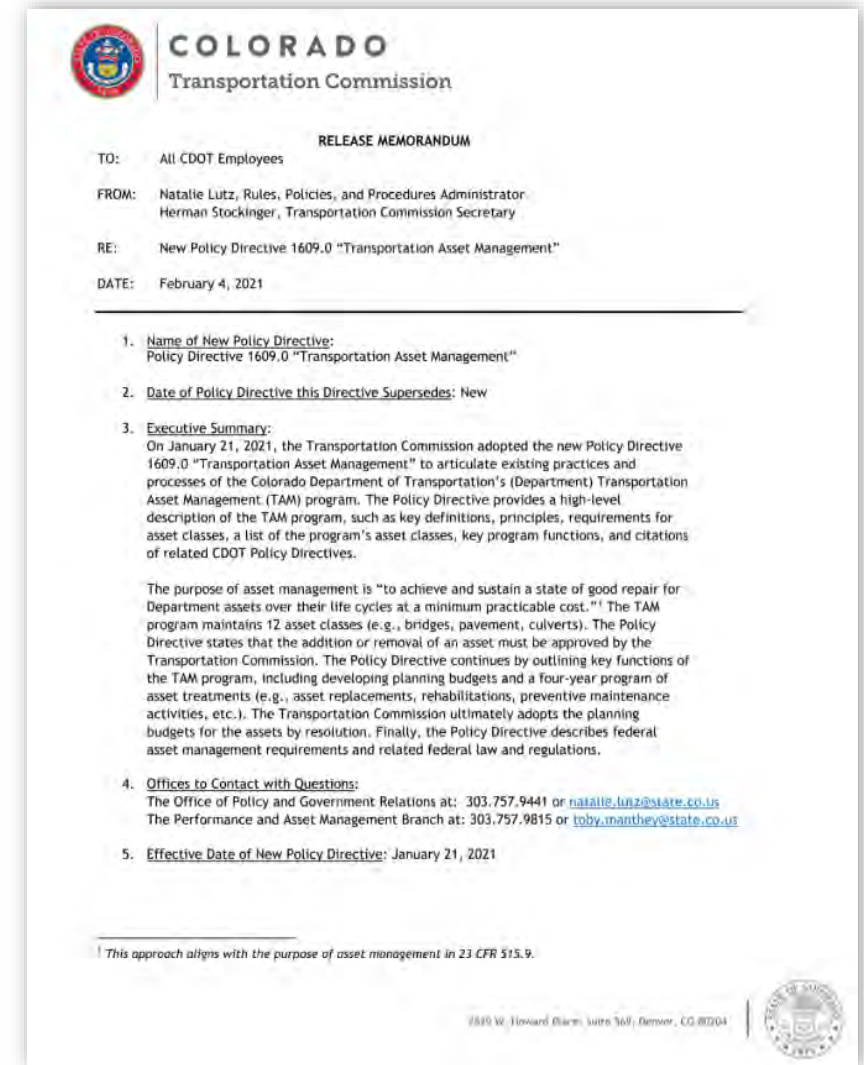 COLORADO
Transportation Commission
RELEASE MEMORANDUM
TO: All CDOT Employees
FROM: Natalie Lutz, Rules, Policies, and Procedures Administrator
Herman Stockinger, Transportation Commission Secretary
RE: New Policy Directive 1609.0 “Transportation Asset Management”
DATE: February 4, 2021
1. Name of New Policy Directive:
Policy Directive 1609.0 “Transportation Asset Management”
2. Date of Policy Directive this Directive Supersedes: New
3. Executive Summary:
On January 21, 2021, the Transportation Commission adopted the new Policy Directive
1609.0 “Transportation Asset Management” to articulate existing practices and
processes of the Colorado Department of Transportation’s (Department) Transportation
Asset Management (TAM) program. The Policy Directive provides a high-level
description of the TAM program, such as key definitions, principles, requirements for
asset classes, a list of the program’s asset classes, key program functions, and citations
of related CDOT Policy Directives.
The purpose of asset management is “to achieve and sustain a state of good repair for
Department assets over their life cycles at a minimum practicable cost.”1 The TAM
program maintains 12 asset classes (e.g., bridges, pavement, culverts). The Policy
Directive states that the addition or removal of an asset must be approved by the
Transportation Commission. The Policy Directive continues by outlining key functions of
the TAM program, including developing planning budgets and a four-year program of
asset treatments (e.g., asset replacements, rehabilitations, preventive maintenance
activities, etc.). The Transportation Commission ultimately adopts the planning
budgets for the assets by resolution. Finally, the Policy Directive describes federal
asset management requirements and related federal law and regulations.
4. Offices to Contact with Questions:
The Office of Policy and Government Relations at: 303.757.9441 or natalie.lutz@state.co.us
The Performance and Asset Management Branch at: 303.757.9815 or toby.manthey@state.co.us
5. Effective Date of New Policy Directive: January 21, 2021
1 This approach aligns with the purpose of asset management in 23 CFR 515.9.
W. Howard Place, Suite Denver, CO 80204